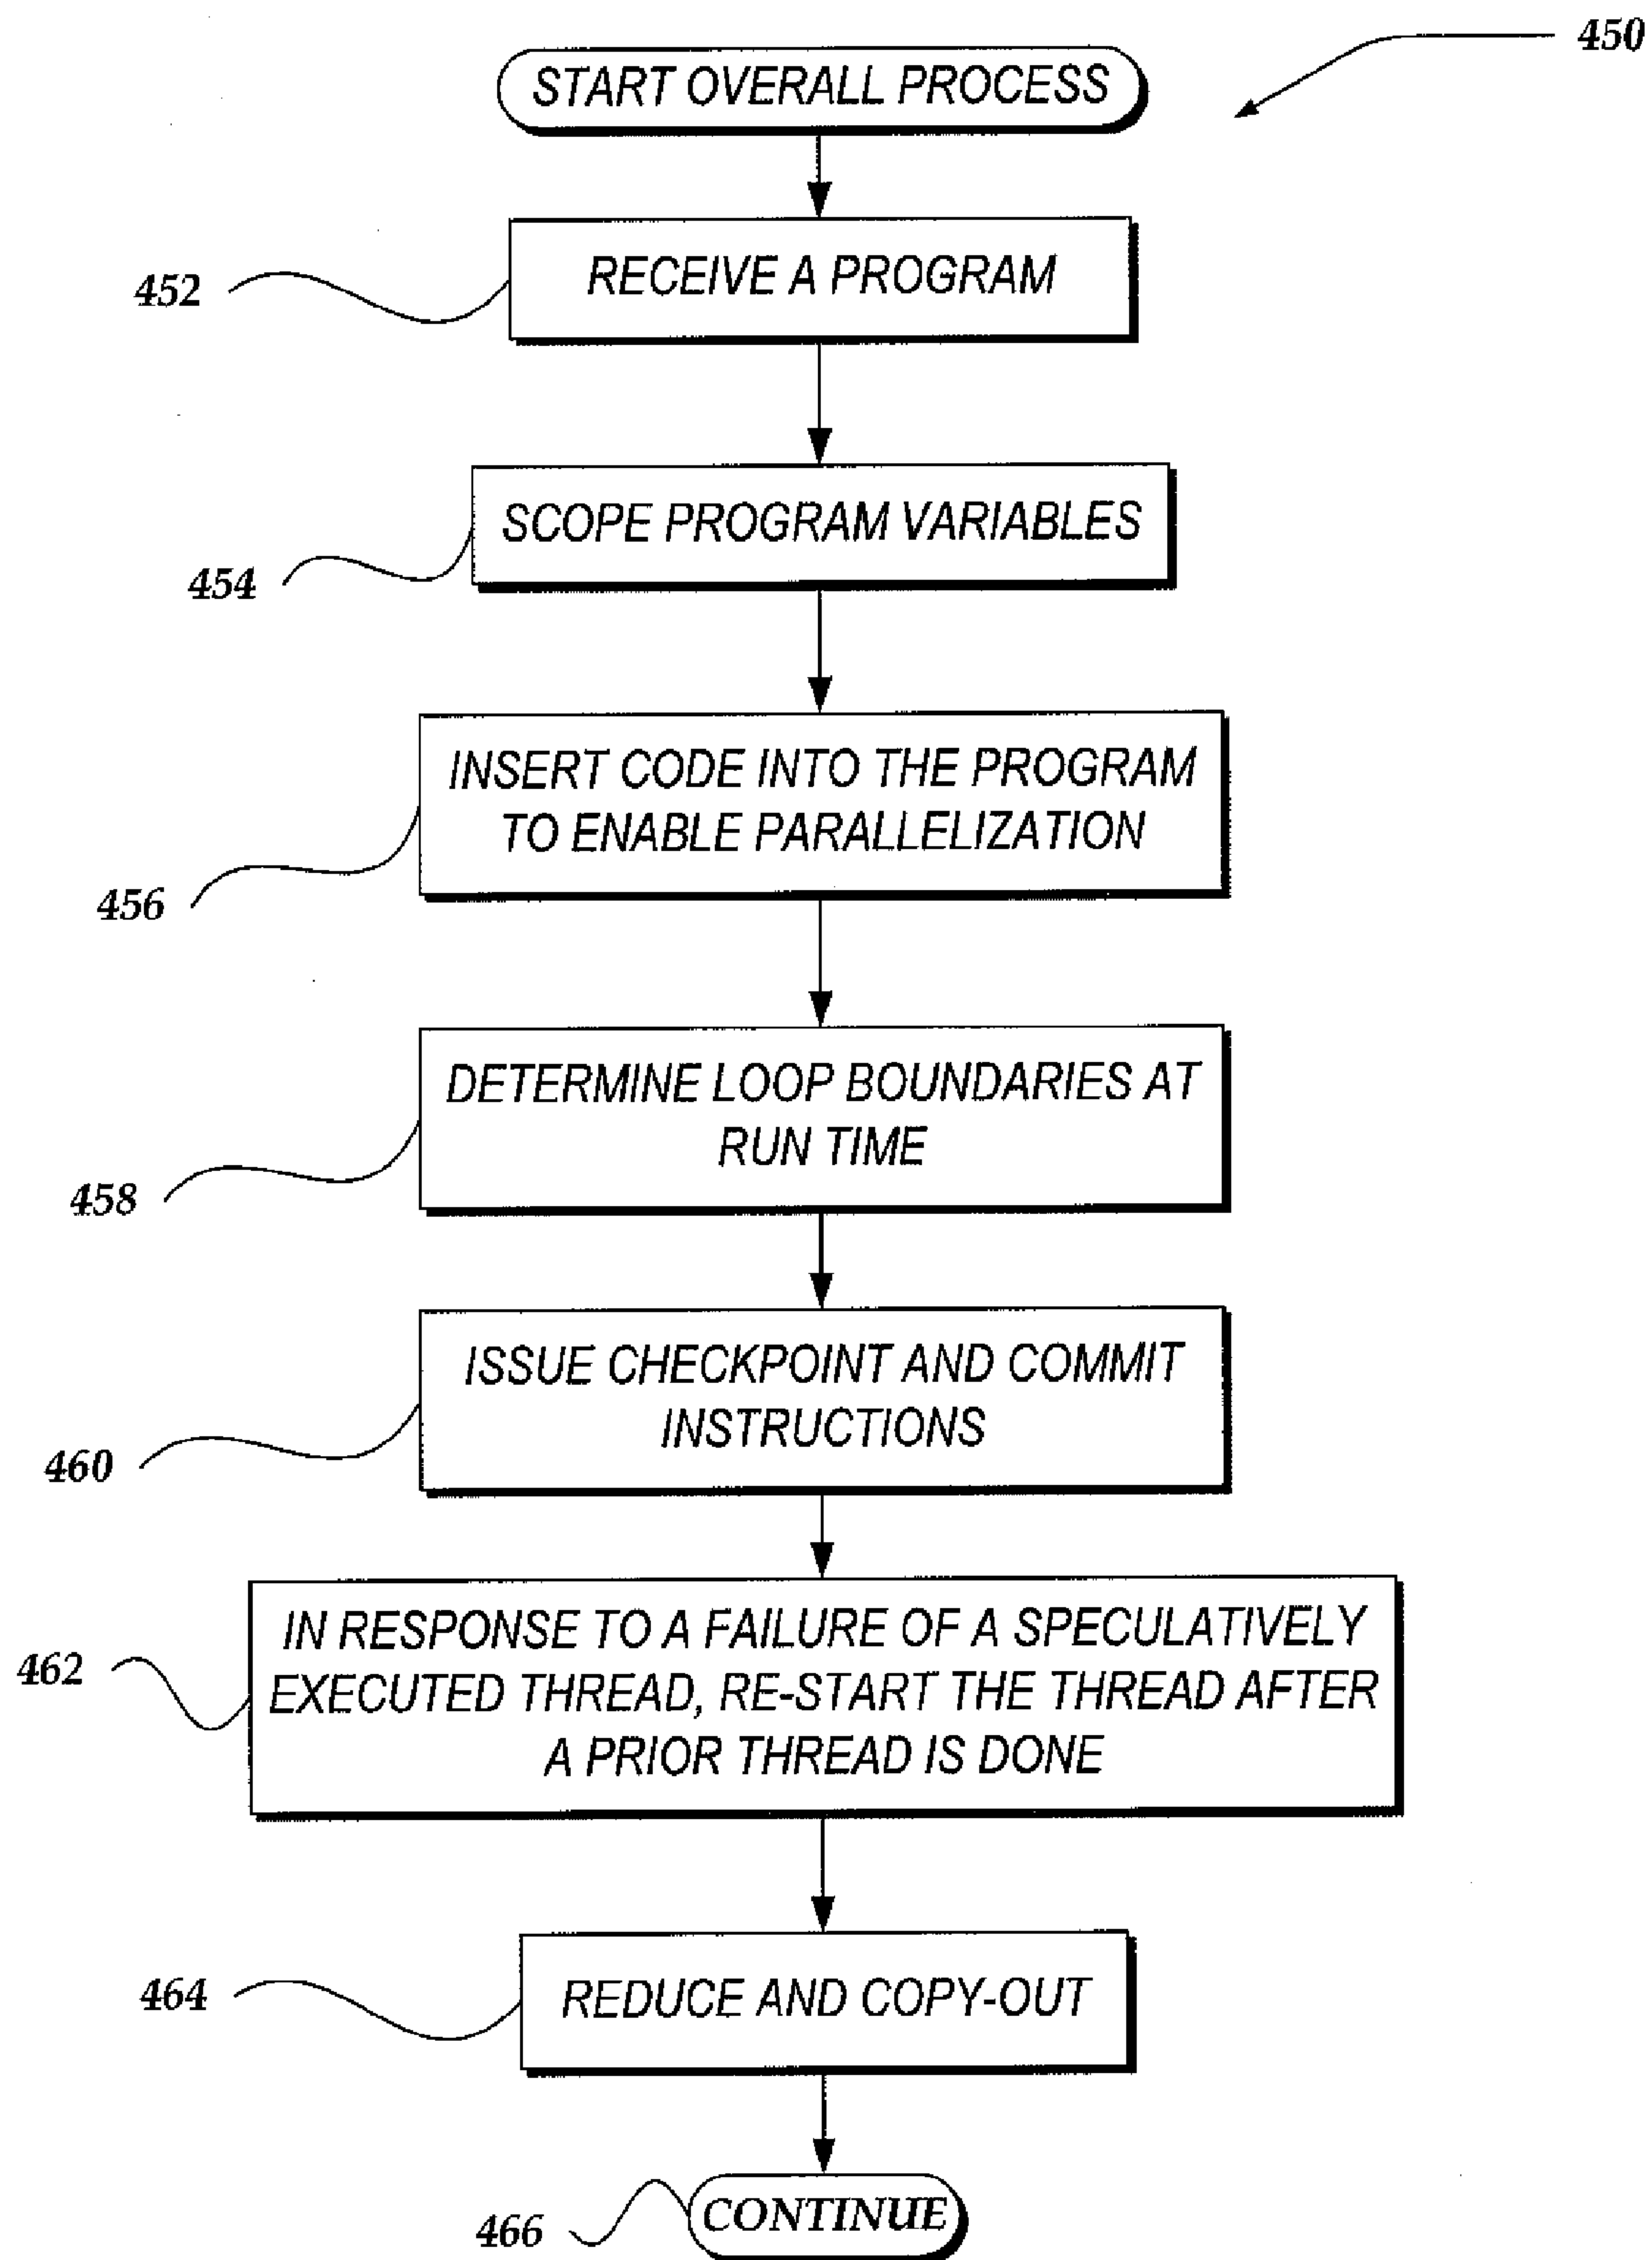 450
START OVERALL PROCESS
RECEIVE A PROGRAM
452
SCOPE PROGRAM VARIABLES
454
INSERT CODE INTO THE PROGRAM
TO ENABLE PARALLELIZATION
456
DETERMINE LOOP BOUNDARIES AT
RUN TIME
458
ISSUE CHECKPOINT AND COMMIT
INSTRUCTIONS
460
IN RESPONSE TO A FAILURE OF A SPECULATIVELY
EXECUTED THREAD, RE-START THE THREAD AFTER
A PRIOR THREAD IS DONE
462
REDUCE AND COPY-OUT
464
CONTINUE
466